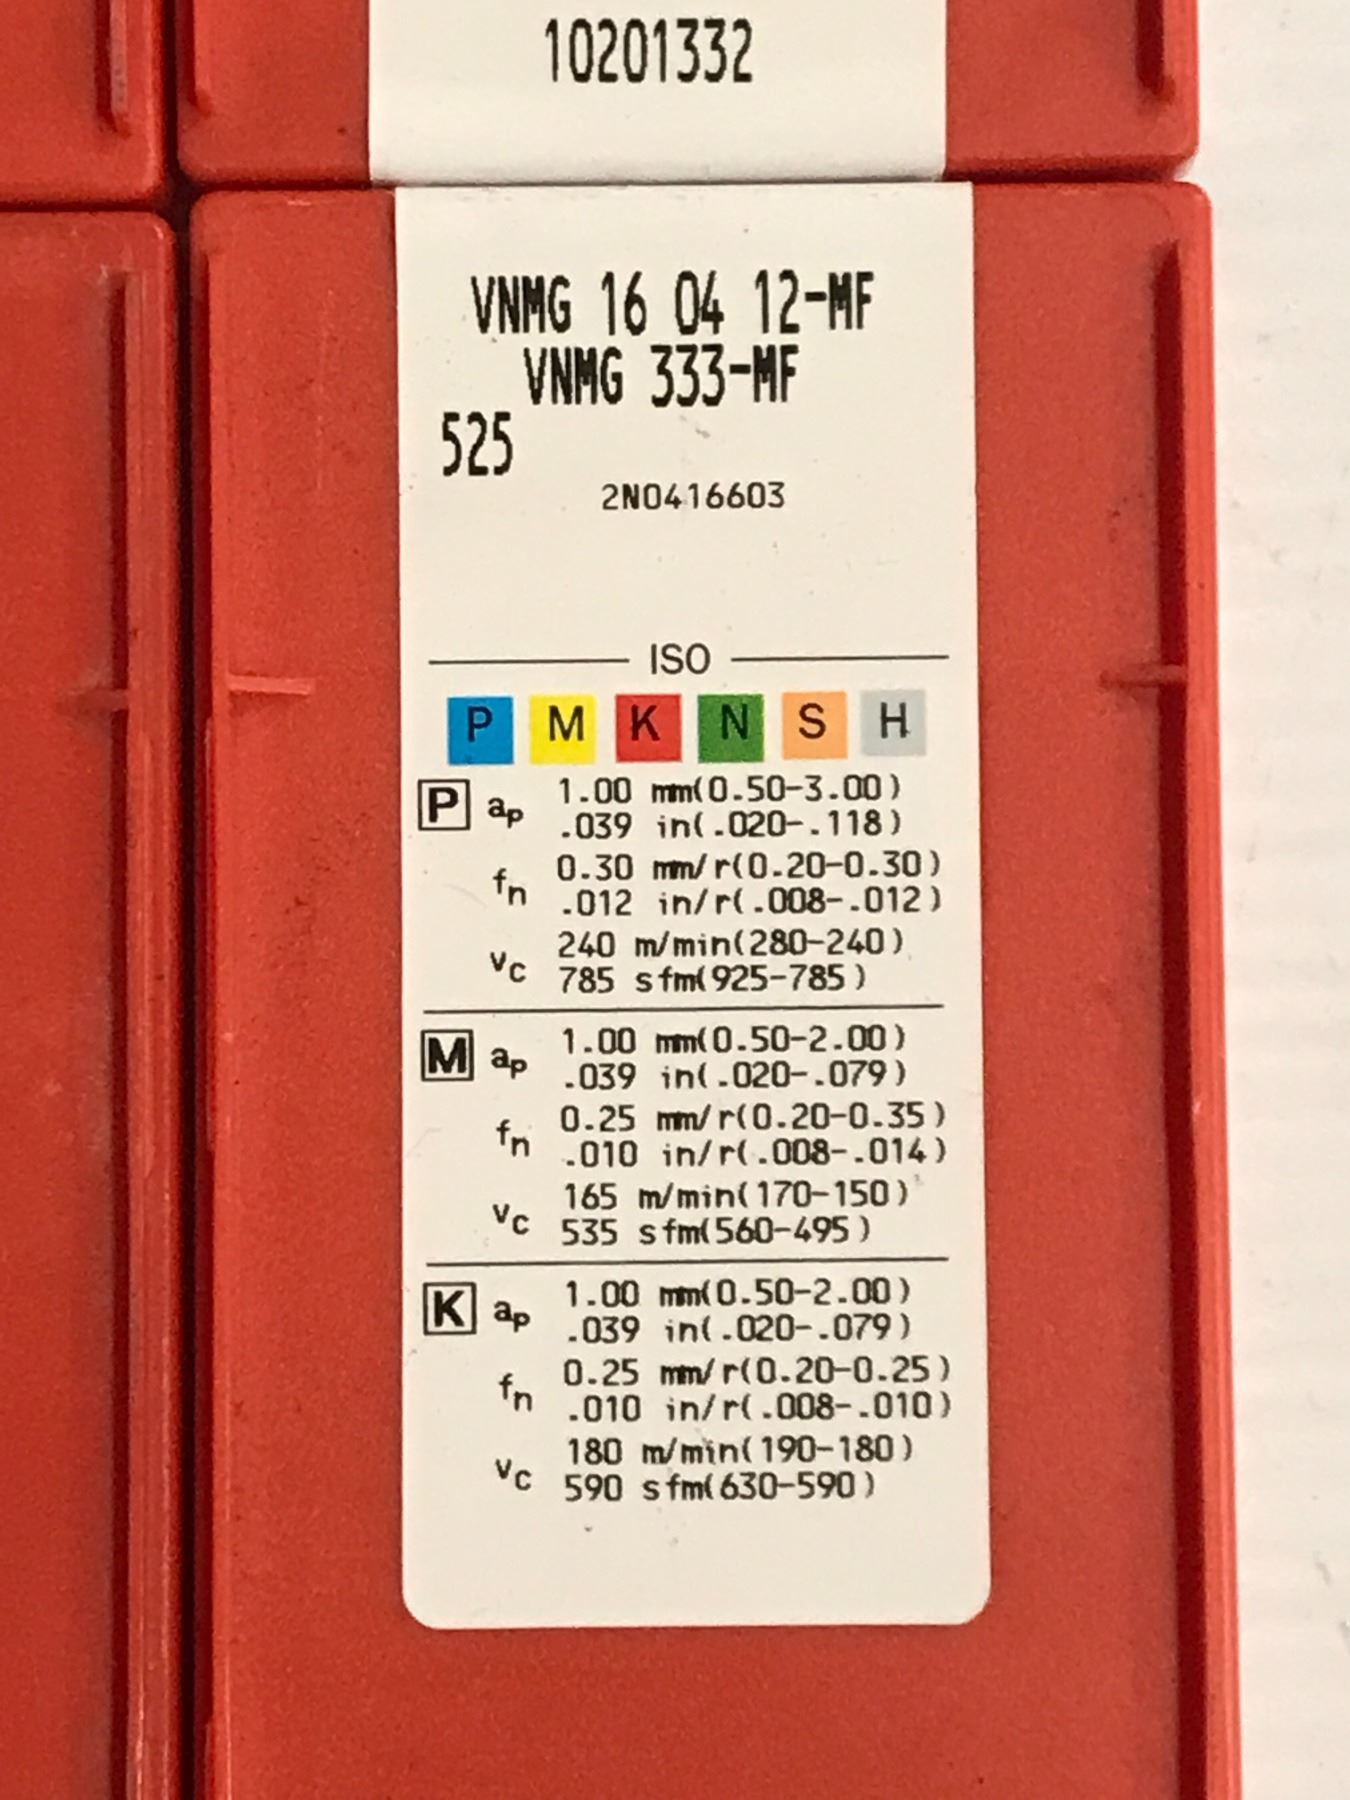 10201332
VNMG 16 04 12-MF
VNMG 333-MF
525
2N0416603
ISO
P M K N S H
P ap 1.00 mm(0.50-3.00)
.039 in(.020-.118)
fn 0.30 mm/r(0.20-0.30)
.012 in/r(.008-.012)
vc 240 m/min(280-240)
785 sfm(925-785)
M ap 1.00 mm(0.50-2.00)
.039 in(.020-.079)
fn 0.25 mm/r(0.20-0.35)
.010 in/r(.008-.014)
vc 165 m/min(170-150)
535 sfm(560-495)
K ap 1.00 mm(0.50-2.00)
.039 in(.020-.079)
fn 0.25 mm/r(0.20-0.25)
.010 in/r(.008-.010)
vc 180 m/min(190-180)
590 sfm(630-590)